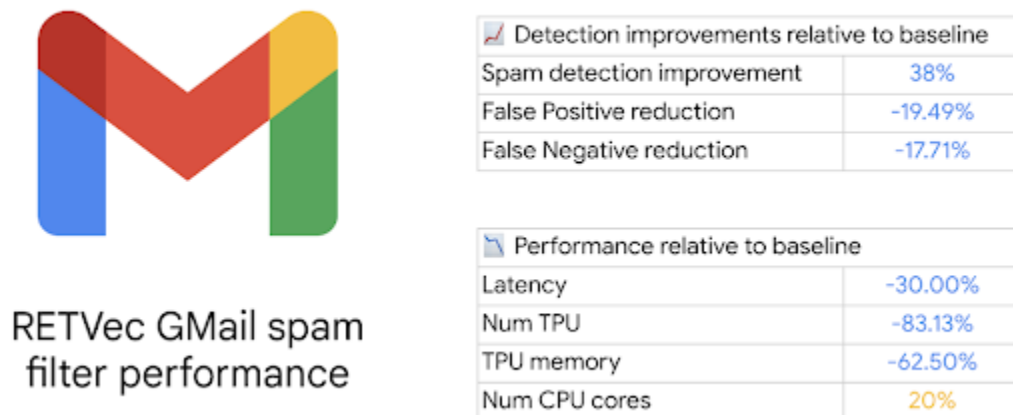 RETVec GMail spam
filter performance
Detection improvements relative to baseline
Spam detection improvement 38%
False Positive reduction -19.49%
False Negative reduction -17.71%
Performance relative to baseline
Latency -30.00%
Num TPU -83.13%
TPU memory -62.50%
Num CPU cores 20%